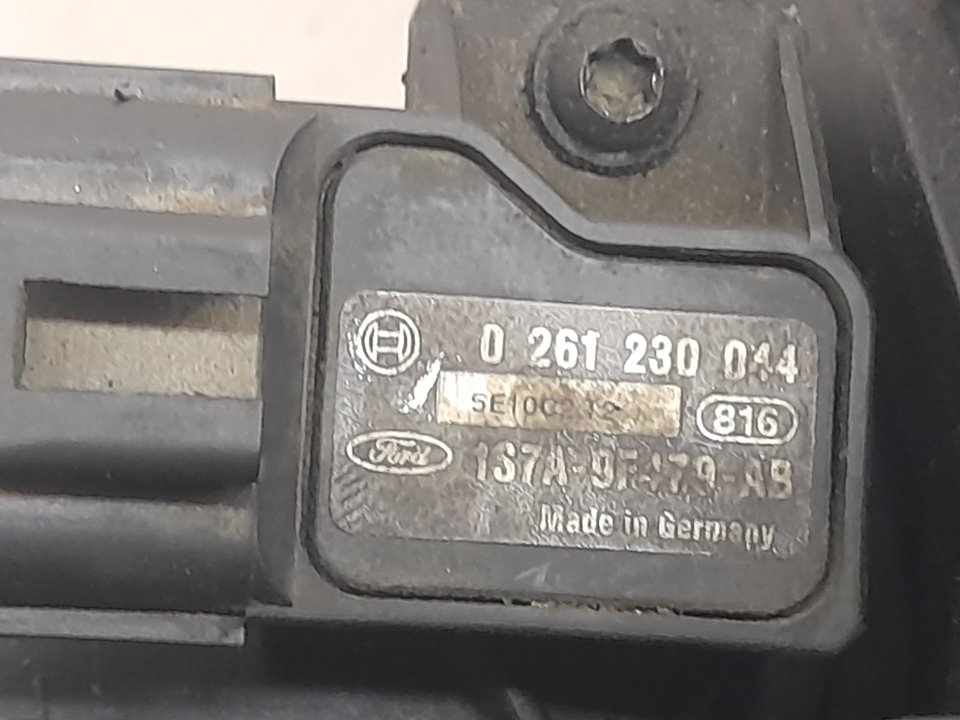 0 261 230 044
816
Ford 1S7A-9F479-AB
Made in Germany